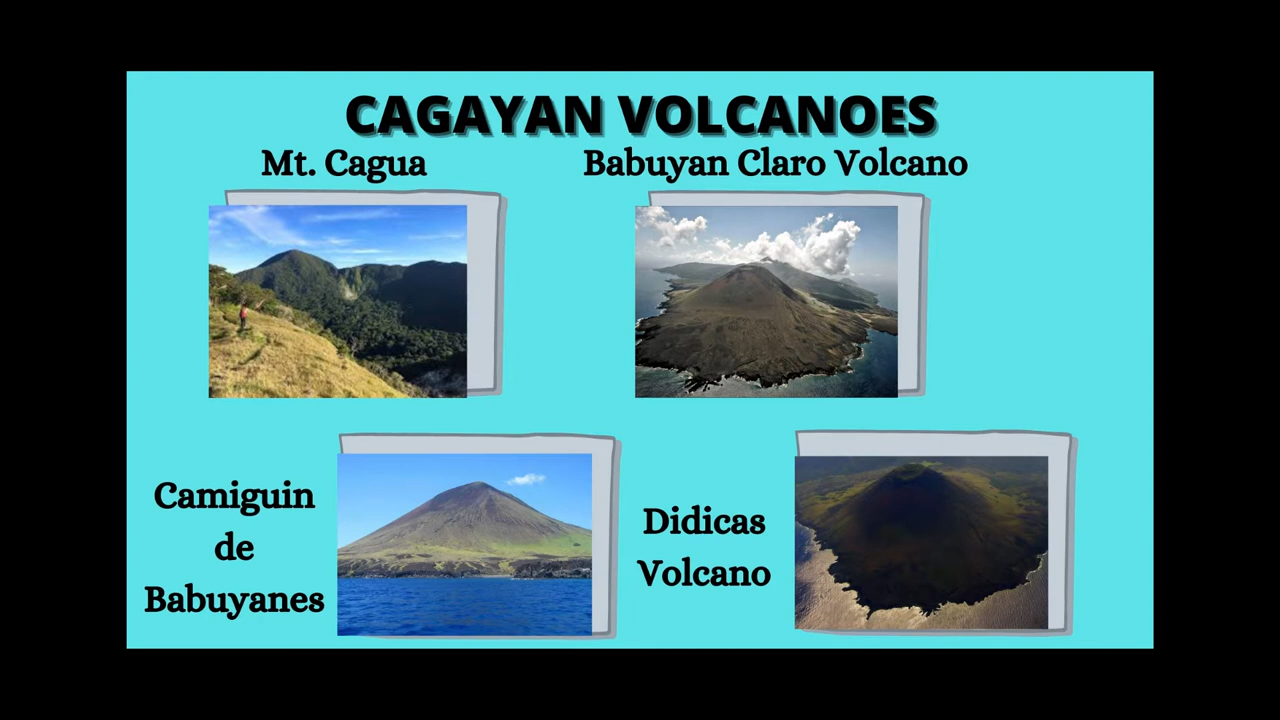 CAGAYAN VOLCANOES
Mt. Cagua
Babuyan Claro Volcano
Camiguin
de
Babuyanes
Didicas
Volcano